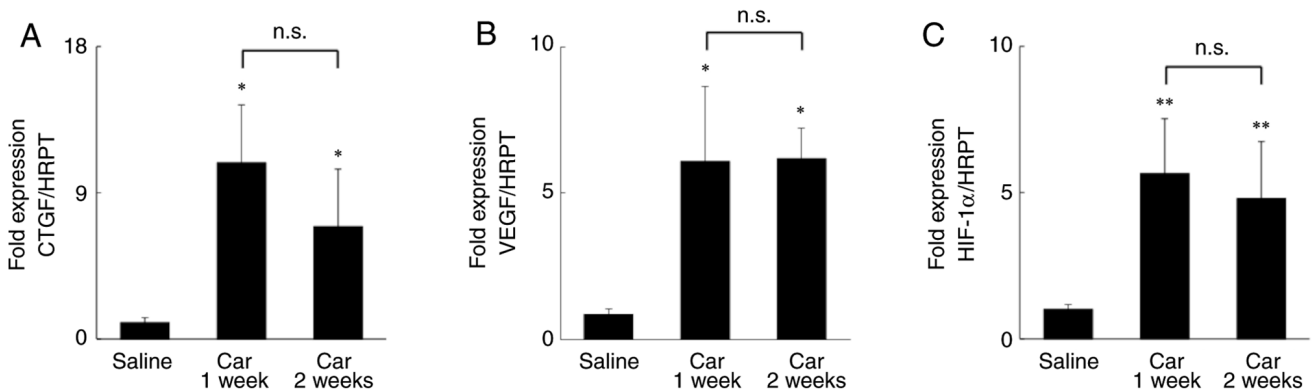 A
Fold expression
CTGF/HRPT
18
9
0
n.s.
*
*
Saline
Car
1 week
Car
2 weeks
B
Fold expression
VEGF/HRPT
10
5
0
n.s.
*
*
Saline
Car
1 week
Car
2 weeks
C
Fold expression
HIF-1α/HRPT
10
5
0
n.s.
**
**
Saline
Car
1 week
Car
2 weeks